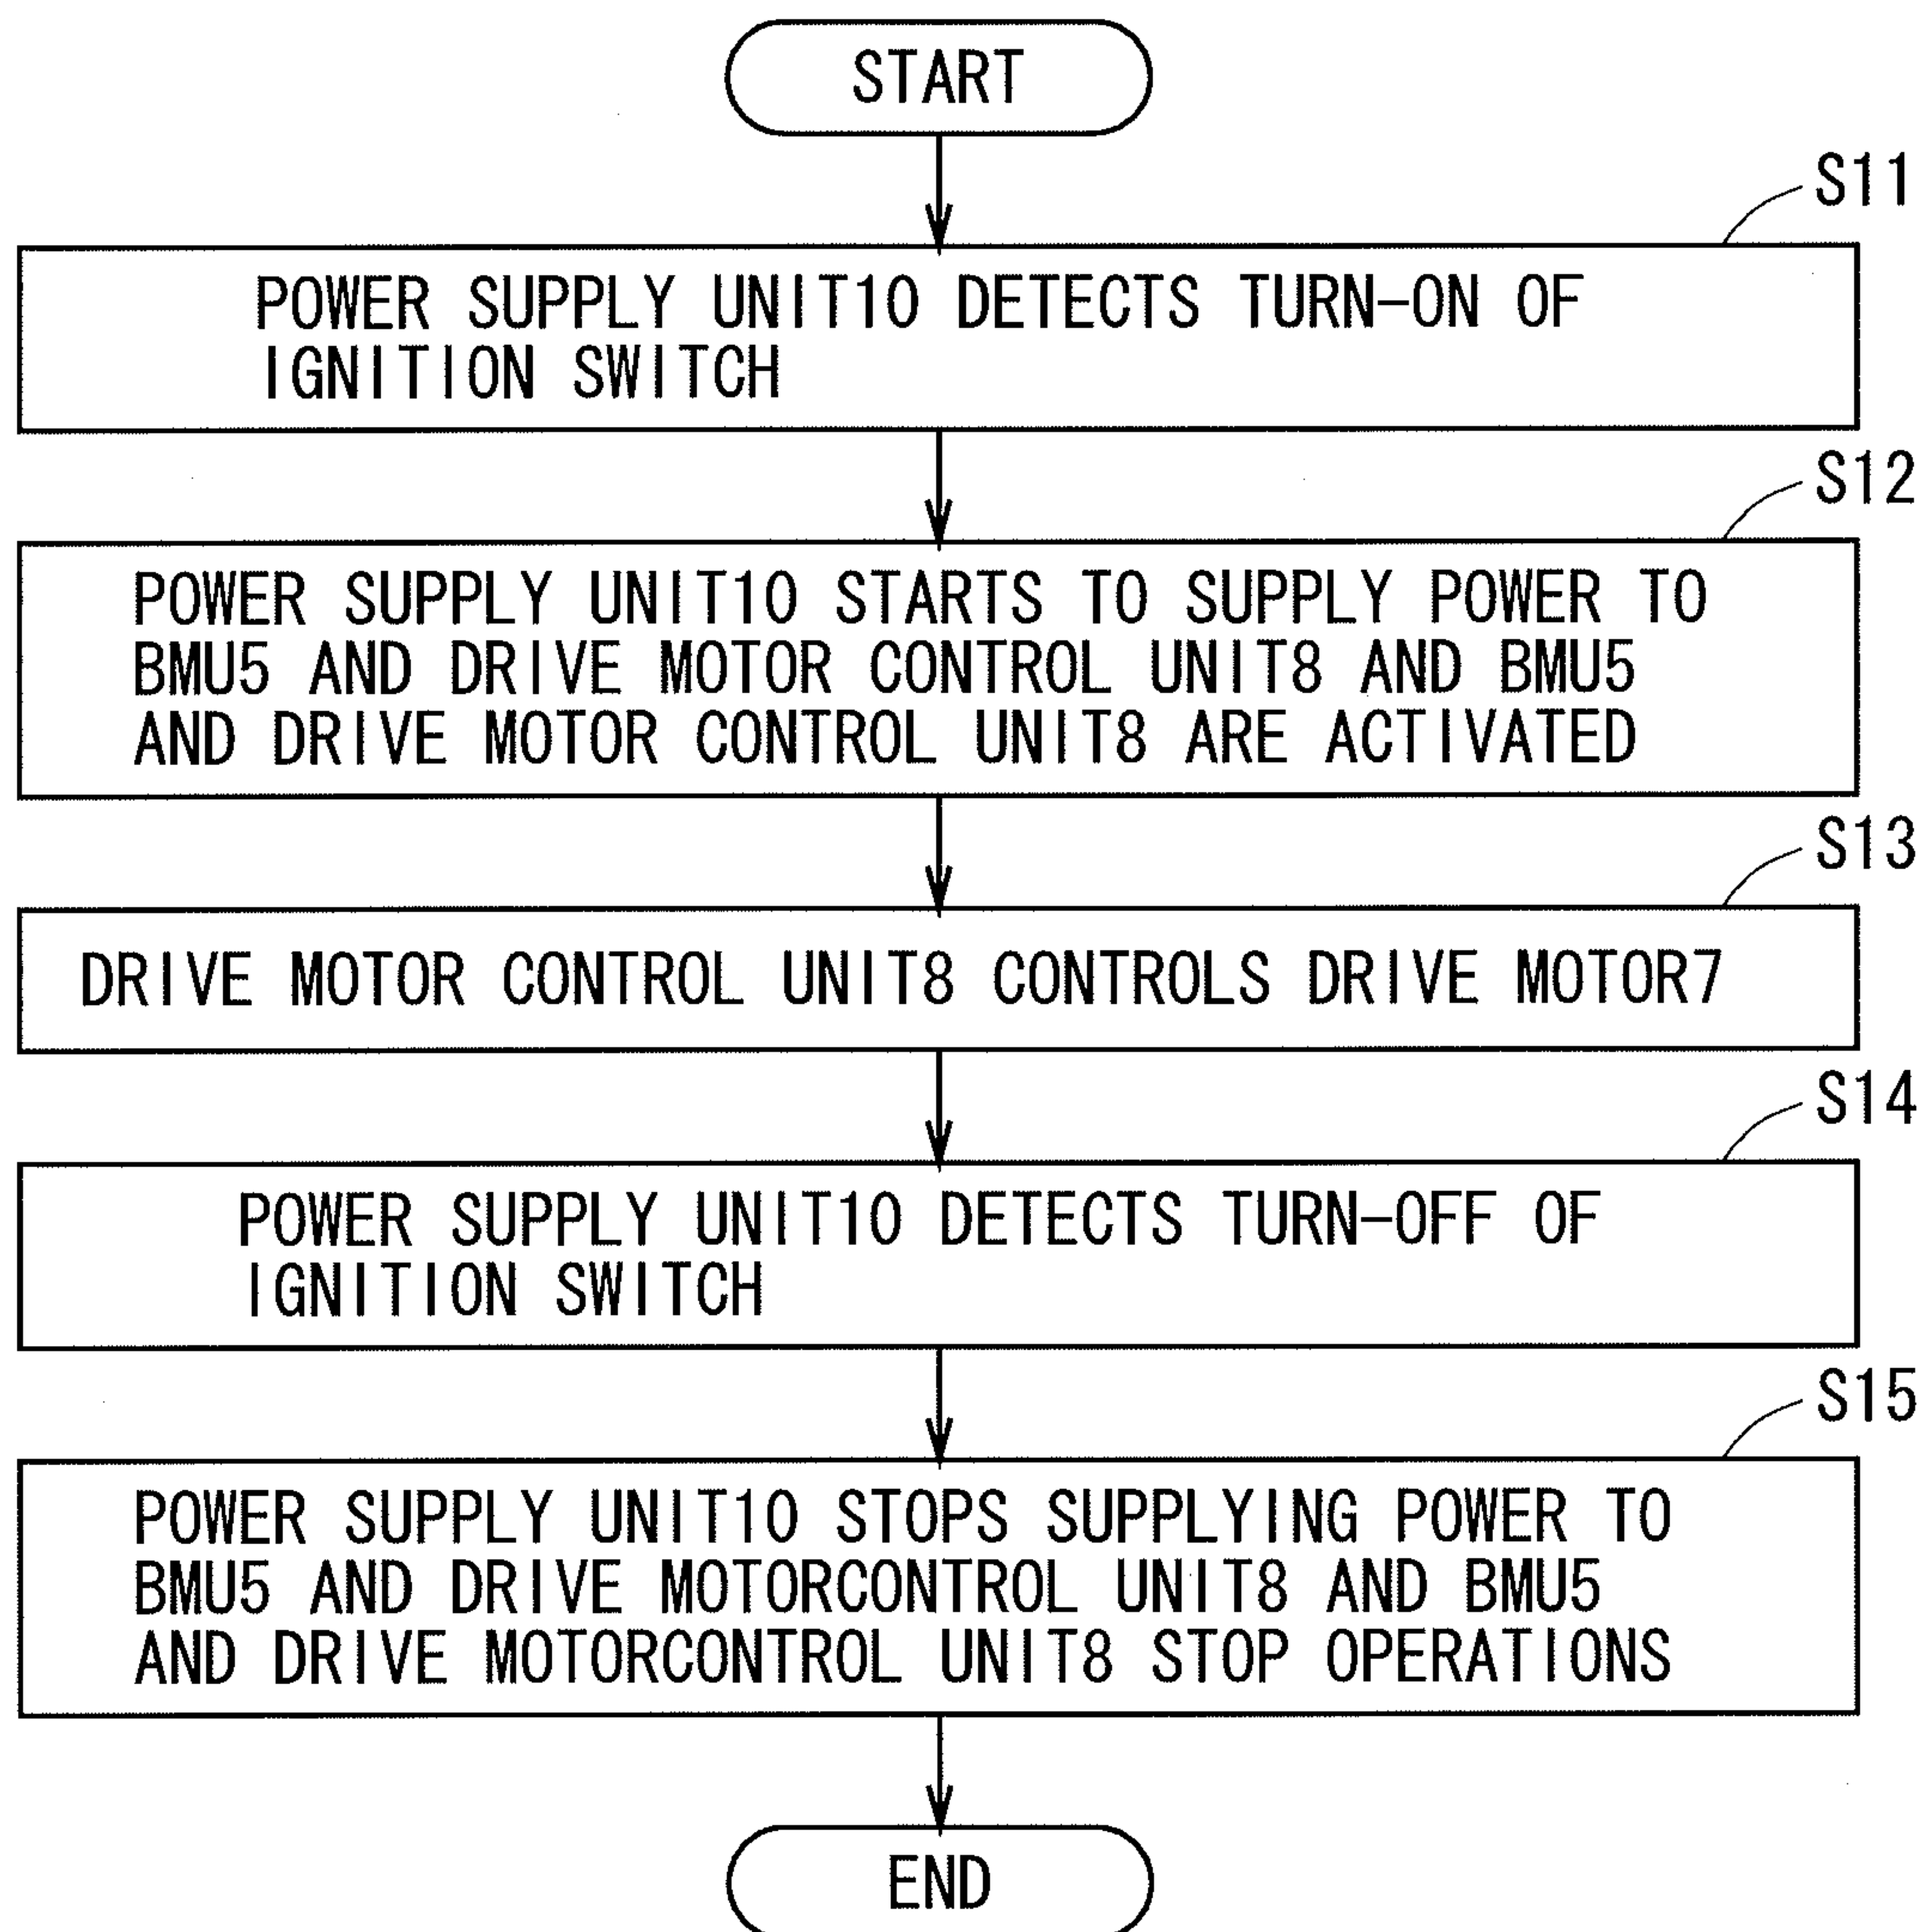 START
S11
POWER SUPPLY UNIT10 DETECTS TURN-ON OF
IGNITION SWITCH
S12
POWER SUPPLY UNIT10 STARTS TO SUPPLY POWER TO
BMU5 AND DRIVE MOTOR CONTROL UNIT8 AND BMU5
AND DRIVE MOTOR CONTROL UNIT8 ARE ACTIVATED
S13
DRIVE MOTOR CONTROL UNIT8 CONTROLS DRIVE MOTOR7
S14
POWER SUPPLY UNIT10 DETECTS TURN-OFF OF
IGNITION SWITCH
S15
POWER SUPPLY UNIT10 STOPS SUPPLYING POWER TO
BMU5 AND DRIVE MOTORCONTROL UNIT8 AND BMU5
AND DRIVE MOTORCONTROL UNIT8 STOP OPERATIONS
END